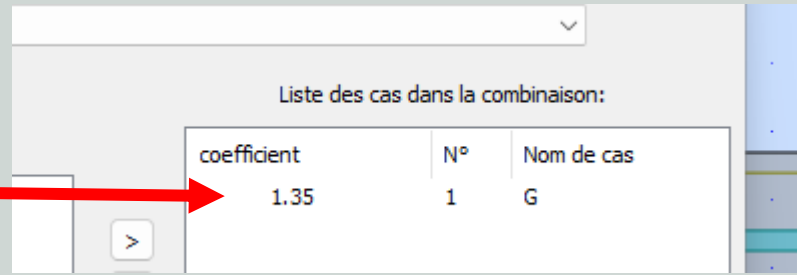 Liste des cas dans la combinaison:
coefficient N° Nom de cas
1.35 1 G
>